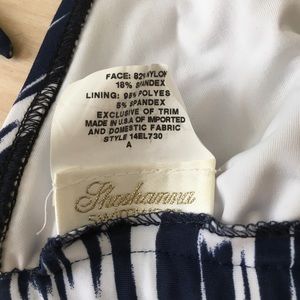 FACE: 82% NYLON
18% SPANDEX
LINING: 95% POLYES
5% SPANDEX
EXCLUSIVE OF TRIM
MADE IN U.S.A OF IMPORTED
AND DOMESTIC FABRIC
STYLE 14EL730
A
Shoshanna